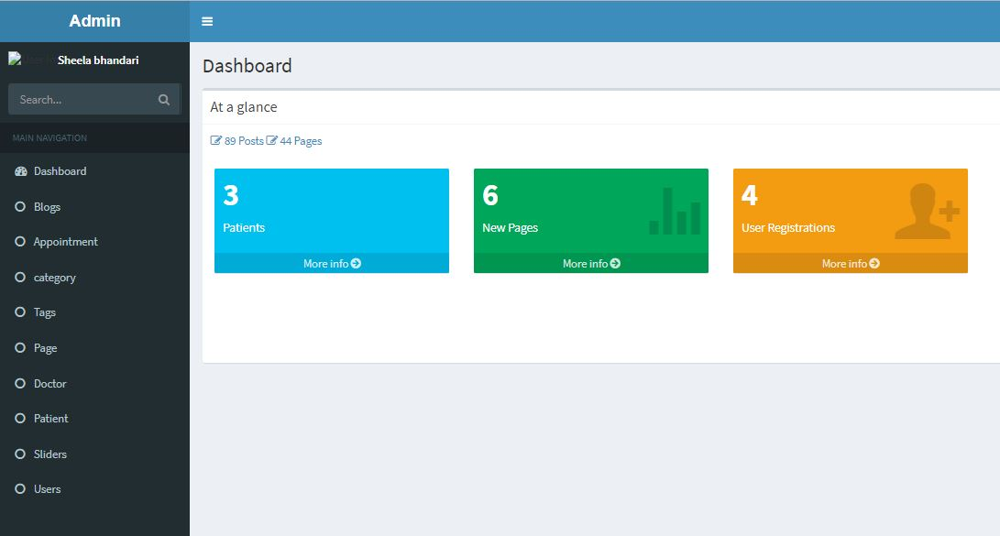 Admin
Sheela bhandari
Search...
MAIN NAVIGATION
Dashboard
Blogs
Appointment
category
Tags
Page
Doctor
Patient
Sliders
Users
Dashboard
At a glance
89 Posts 44 Pages
3
Patients
More info
6
New Pages
More info
4
User Registrations
More info